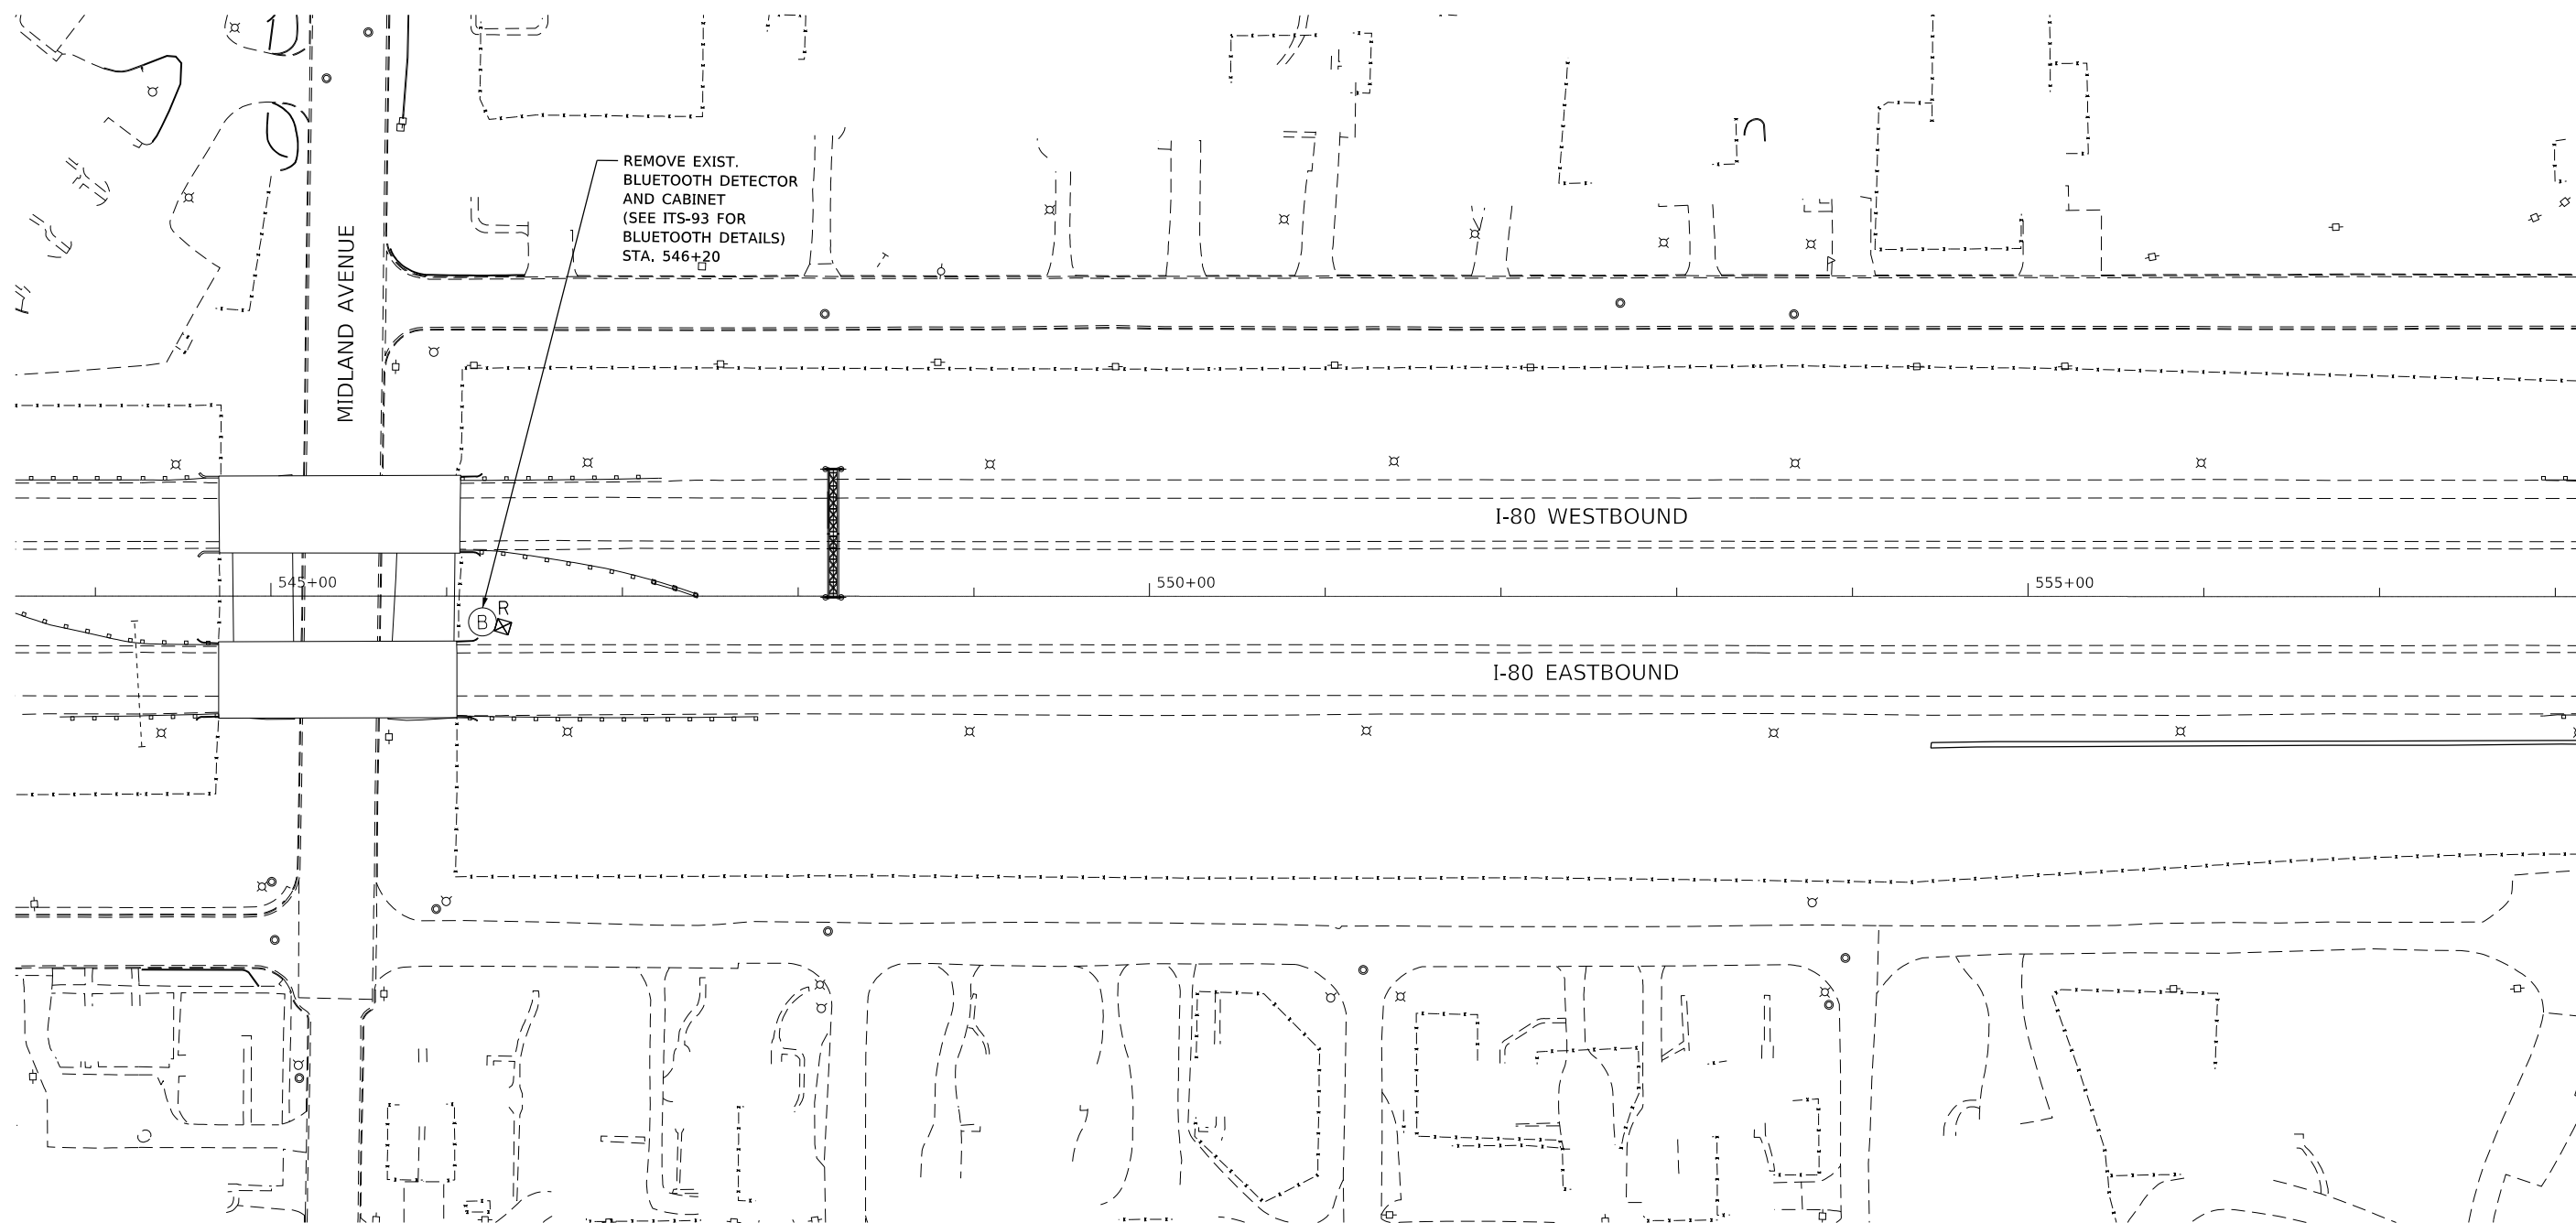 REMOVE EXIST.
BLUETOOTH DETECTOR
AND CABINET
(SEE ITS-93 FOR
BLUETOOTH DETAILS)
STA. 546+20
MIDLAND AVENUE
I-80 WESTBOUND
545+00
550+00
555+00
R
B
I-80 EASTBOUND